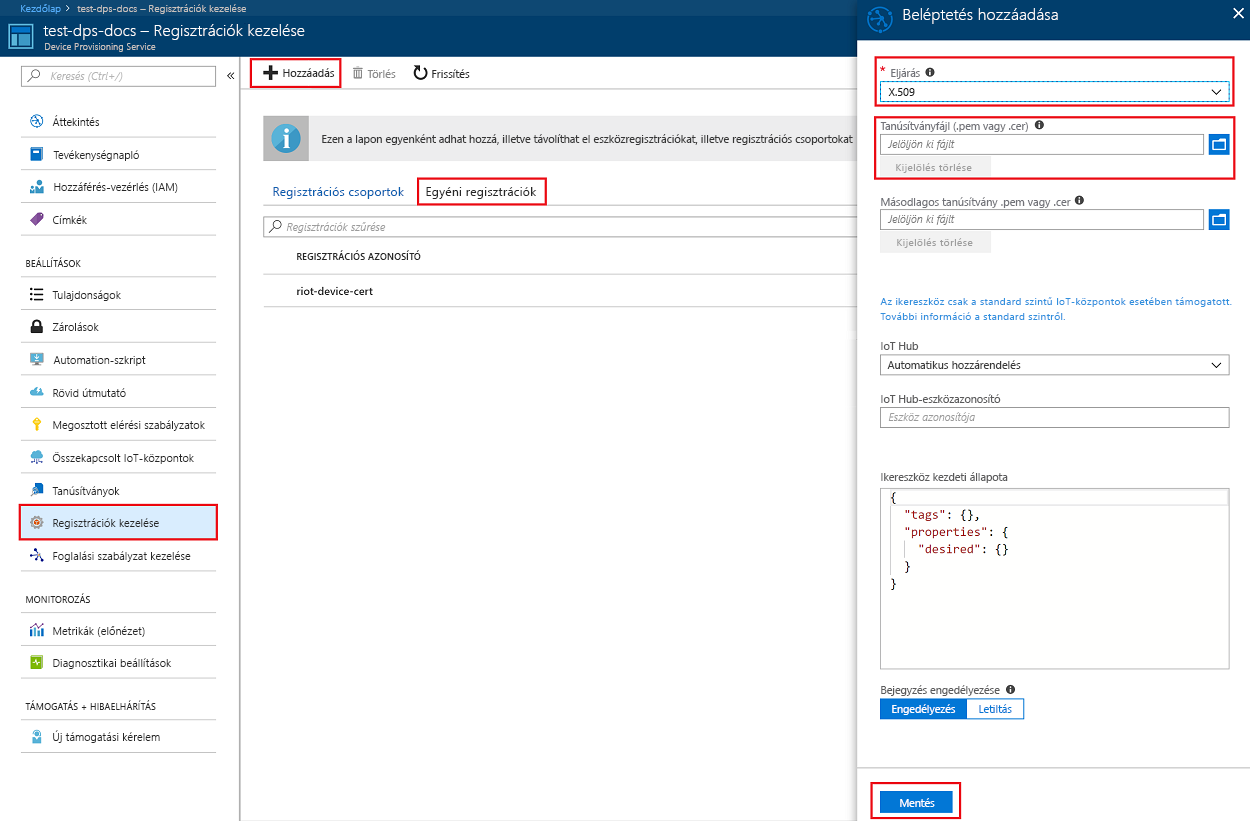 Kezdőlap > test-dps-docs – Regisztrációk kezelése
test-dps-docs – Regisztrációk kezelése
Device Provisioning Service
Keresés (Ctrl+/)
«
Áttekintés
Tevékenységnapló
Hozzáférés-vezérlés (IAM)
Címkék
BEÁLLÍTÁSOK
Tulajdonságok
Zárolások
Automation-szkript
Rövid útmutató
Megosztott elérési szabályzatok
Összekapcsolt IoT-központok
Tanúsítványok
Regisztrációk kezelése
Foglalási szabályzat kezelése
MONITOROZÁS
Metrikák (előnézet)
Diagnosztikai beállítások
TÁMOGATÁS + HIBAELHÁRÍTÁS
Új támogatási kérelem
Hozzáadás
Törlés
Frissítés
Ezen a lapon egyenként adhat hozzá, illetve távolíthat el eszközregisztrációkat, illetve regisztrációs csoportokat
Regisztrációs csoportok
Egyéni regisztrációk
Regisztrációk szűrése
REGISZTRÁCIÓS AZONOSÍTÓ
riot-device-cert
Beléptetés hozzáadása
* Eljárás
X.509
Tanúsítványfájl (.pem vagy .cer)
Jelöljön ki fájlt
Kijelölés törlése
Másodlagos tanúsítvány .pem vagy .cer
Jelöljön ki fájlt
Kijelölés törlése
Az ikereszköz csak a standard szintű IoT-központok esetében támogatott.
További információ a standard szintről.
IoT Hub
Automatikus hozzárendelés
IoT Hub-eszközazonosító
Eszköz azonosítója
Ikereszköz kezdeti állapota
{
"tags": {},
"properties": {
"desired": {}
}
}
Bejegyzés engedélyezése
Engedélyezés
Letiltás
Mentés